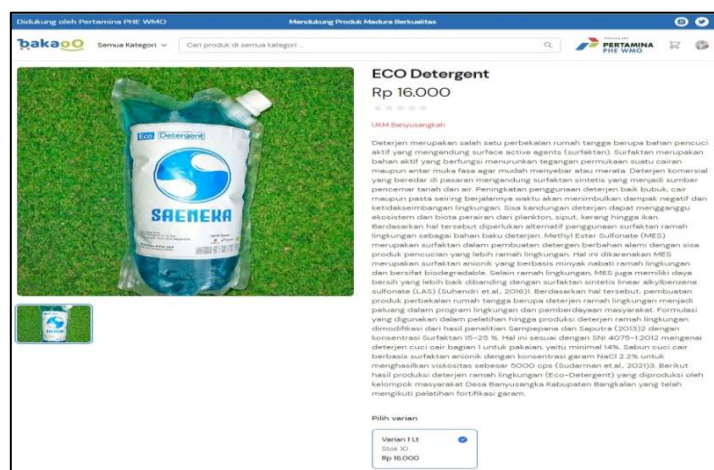 Didukung oleh Pertamina PHE WMO
Mendukung Produk Madura Berkualitas
bakaoo
Semua Kategori
Cari produk di semua kategori ...
PERTAMINA
PHE WMO
Eco Detergent
SAENEKA
ECO Detergent
Rp 16.000
UKM Banyusangkah
Deterjen merupakan salah satu perbekalan rumah tangga berupa bahan pencuci
aktif yang mengandung surface active agents (surfaktan). Surfaktan merupakan
bahan aktif yang berfungsi menurunkan tegangan permukaan suatu cairan
maupun antar muka fasa agar mudah menyebar atau merata. Deterjen komersial
yang beredar di pasaran mengandung surfaktan sintetis yang menjadi sumber
pencemar tanah dan air. Peningkatan penggunaan deterjen baik bubuk, cair
maupun pasta seiring berjalannya waktu akan menimbulkan dampak negatif dan
ketidakseimbangan lingkungan. Sisa kandungan deterjen dapat mengganggu
ekosistem dan biota perairan dari plankton, siput, kerang hingga ikan.
Berdasarkan hal tersebut diperlukan alternatif penggunaan surfaktan ramah
lingkungan sebagai bahan baku deterjen. Methyl Ester Sulfonate (MES)
merupakan surfaktan dalam pembuatan detergen berbahan alami dengan sisa
produk pencucian yang lebih ramah lingkungan. Hal ini dikarenakan MES
merupakan surfaktan anionik yang berbasis minyak nabati ramah lingkungan
dan bersifat biodegradable. Selain ramah lingkungan, MES juga memiliki daya
bersih yang lebih baik dibanding dengan surfaktan sintetis linear alkylbenzene
sulfonate (LAS) (Suhendri et.al., 2016)1. Berdasarkan hal tersebut, pembuatan
produk perbekalan rumah tangga berupa deterjen ramah lingkungan menjadi
peluang dalam program lingkungan dan pemberdayaan masyarakat. Formulasi
yang digunakan dalam pelatihan hingga produksi deterjen ramah lingkungan
dimodifikasi dari hasil penelitian Sampepana dan Saputra (2013)2 dengan
konsentrasi Surfaktan 15-25 %. Hal ini sesuai dengan SNI 4075-1:2012 mengenai
deterjen cuci cair bagian 1 untuk pakaian, yaitu minimal 14%. Sabun cuci cair
berbasis surfaktan anionik dengan konsentrasi garam NaCl 2.2% untuk
menghasilkan viskositas sebesar 5000 cps (Sudarman et.al., 2021)3. Berikut
hasil produksi deterjen ramah lingkungan (Eco-Detergent) yang diproduksi oleh
kelompok masyarakat Desa Banyusangka Kabupaten Bangkalan yang telah
mengikuti pelatihan fortifikasi garam.
Pilih varian
Varian 1 Lt
Stok 10
Rp 16.000